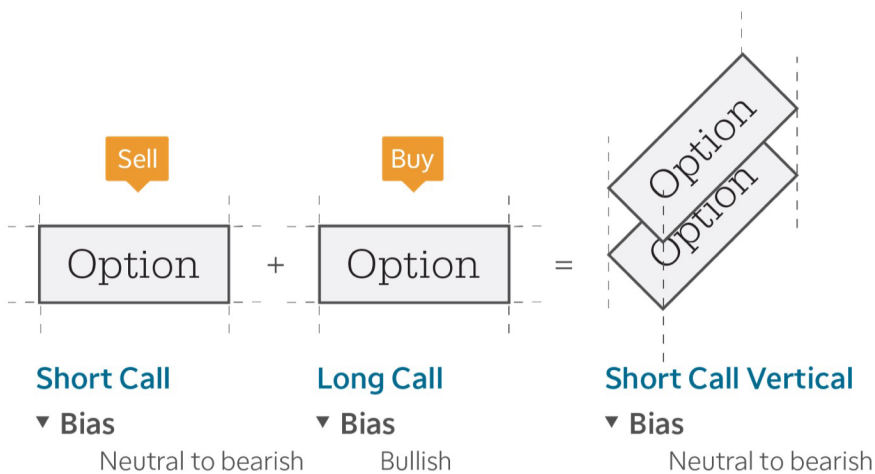 Sell
Buy
Option
+
Option
=
Option
Option
Short Call
Long Call
Short Call Vertical
▼ Bias
▼ Bias
▼ Bias
Neutral to bearish
Bullish
Neutral to bearish